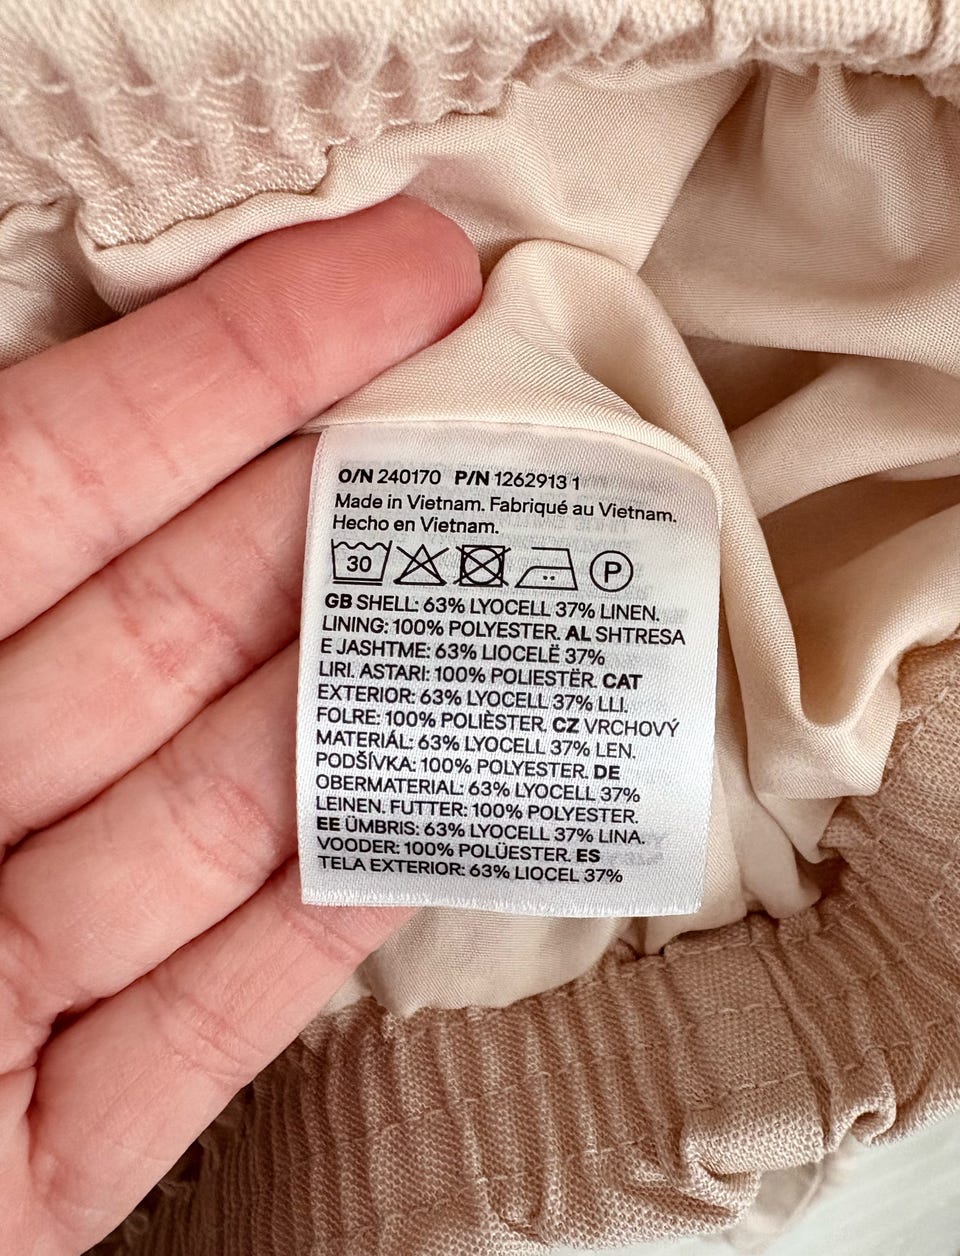 O/N 240170 P/N 1262913 1
Made in Vietnam. Fabriqué au Vietnam.
Hecho en Vietnam.
30 P
GB SHELL: 63% LYOCELL 37% LINEN.
LINING: 100% POLYESTER. AL SHTRESA
E JASHTME: 63% LIOCELË 37%
LIRI. ASTARI: 100% POLIESTËR. CAT
EXTERIOR: 63% LYOCELL 37% LLI.
FOLRE: 100% POLIÈSTER. CZ VRCHOVÝ
MATERIÁL: 63% LYOCELL 37% LEN.
PODŠÍVKA: 100% POLYESTER. DE
OBERMATERIAL: 63% LYOCELL 37%
LEINEN. FUTTER: 100% POLYESTER.
EE ÜMBRIS: 63% LYOCELL 37% LINA.
VOODER: 100% POLÜESTER. ES
TELA EXTERIOR: 63% LIOCEL 37%